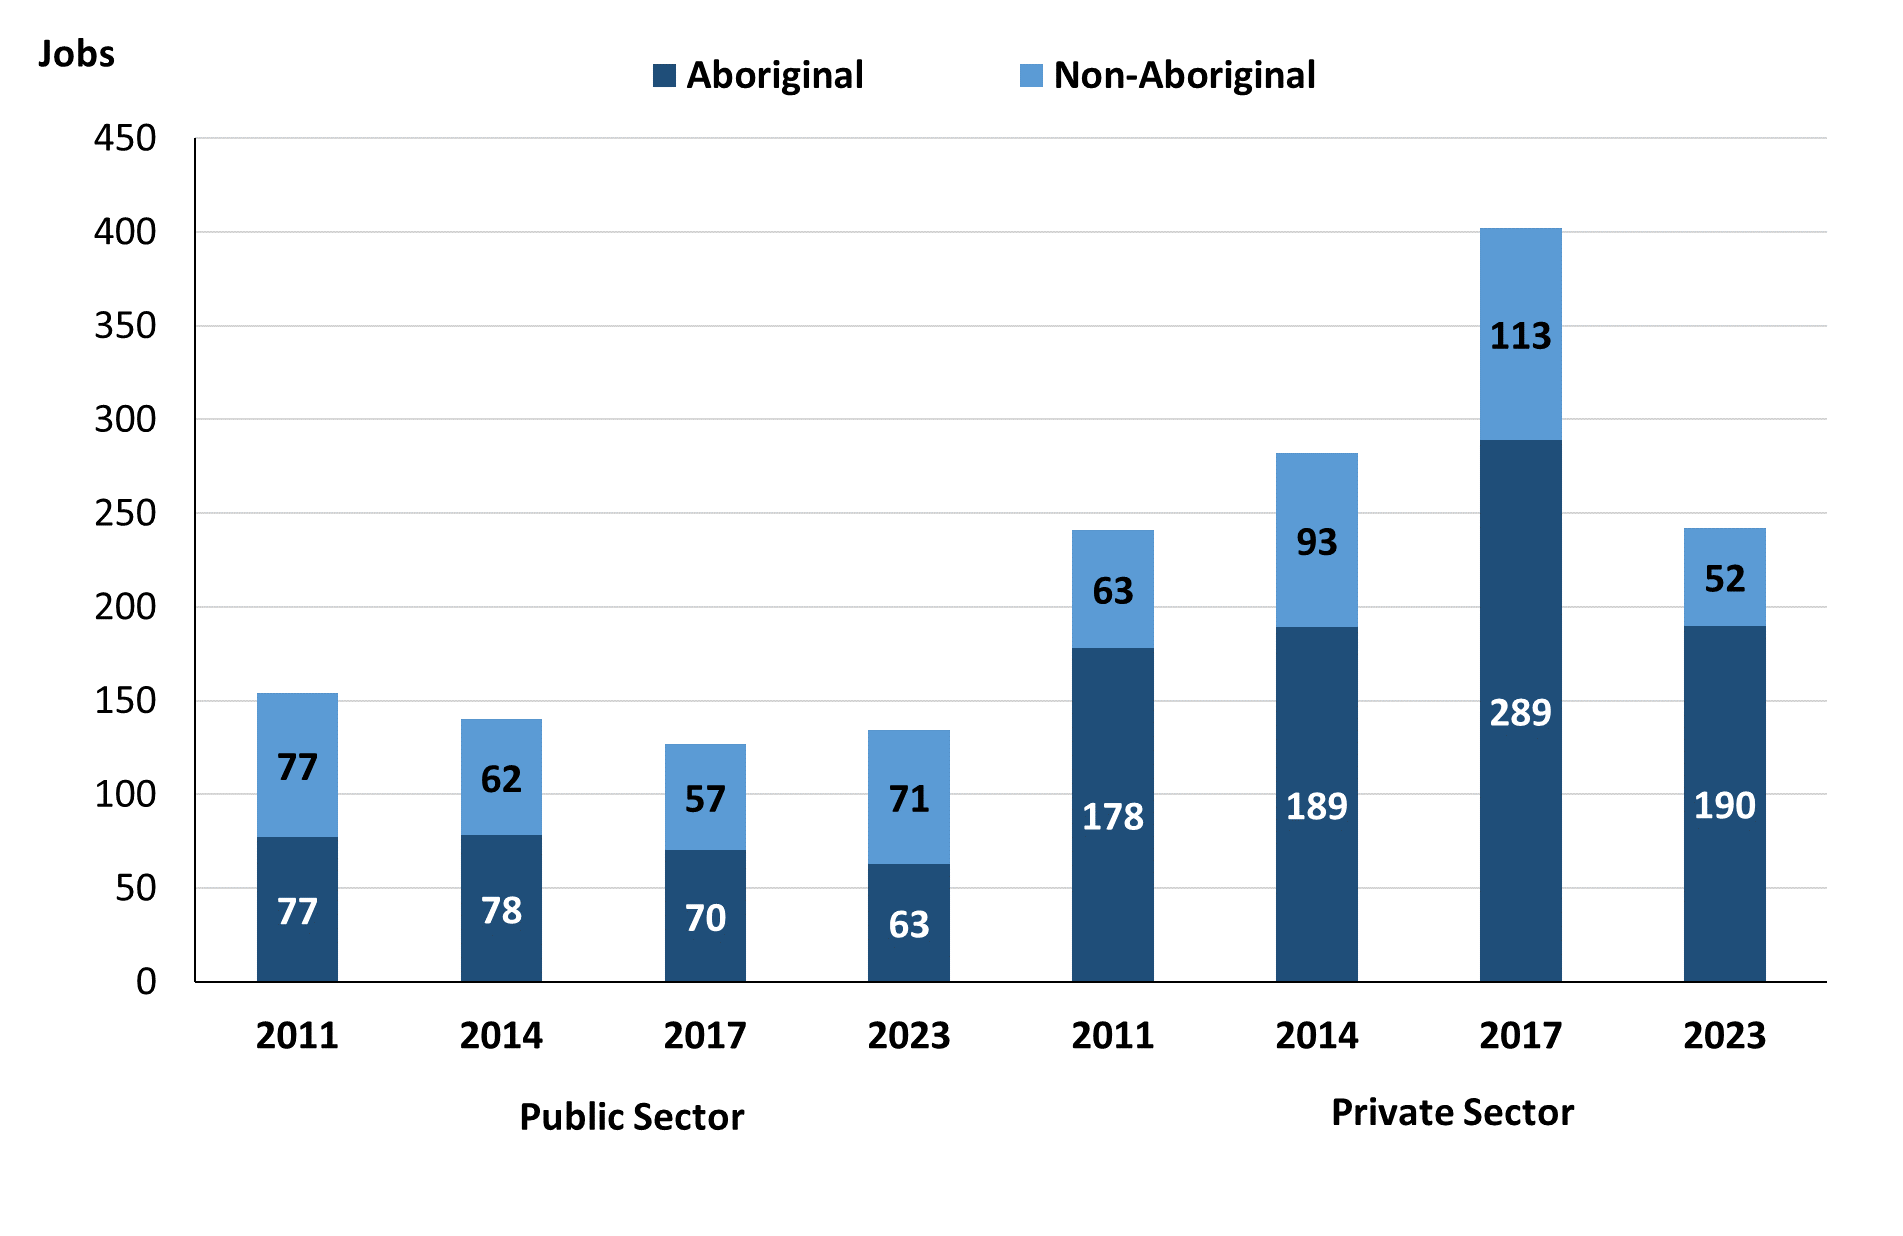 Jobs
Aboriginal Non-Aboriginal
450
400
350
300
250
200
150
100
50
0
77 62 57 71 63 93 113 52
77 78 70 63 178 189 289 190
2011 2014 2017 2023 2011 2014 2017 2023
Public Sector Private Sector